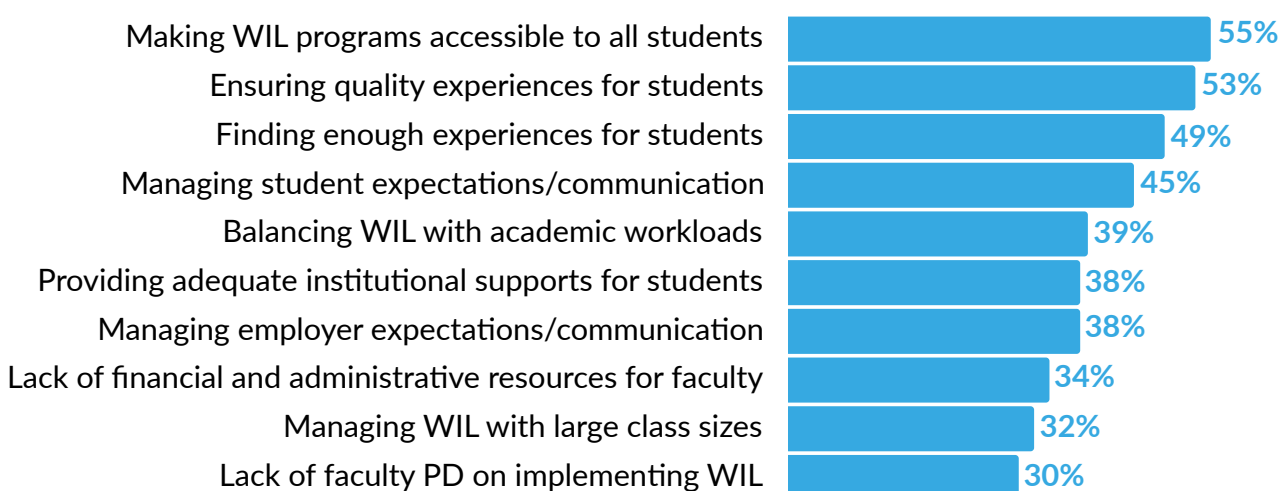 Making WIL programs accessible to all students 55%
Ensuring quality experiences for students 53%
Finding enough experiences for students 49%
Managing student expectations/communication 45%
Balancing WIL with academic workloads 39%
Providing adequate institutional supports for students 38%
Managing employer expectations/communication 38%
Lack of financial and administrative resources for faculty 34%
Managing WIL with large class sizes 32%
Lack of faculty PD on implementing WIL 30%